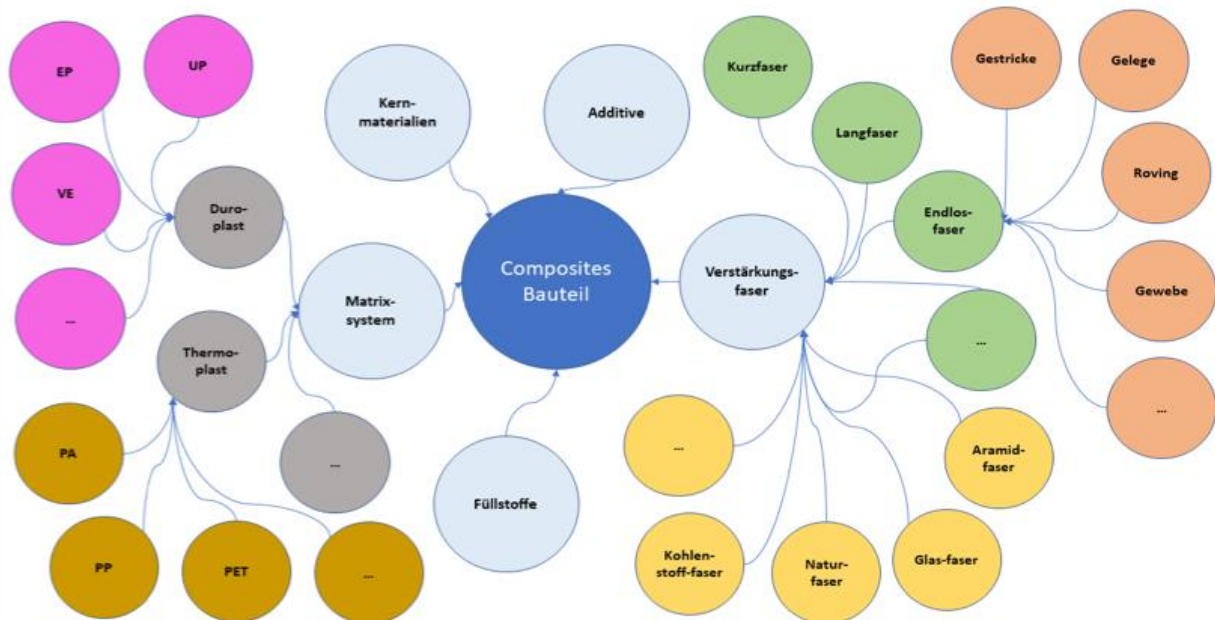 EP
UP
VE
...
Duro-
plast
Thermo-
plast
...
PA
PP
PET
...
Matrix-
system
Kern-
materialien
Additive
Composites
Bauteil
Füllstoffe
Verstärkungs-
faser
Kurzfaser
Langfaser
Endlos-
faser
...
Gestricke
Gelege
Roving
Gewebe
...
Aramid-
faser
Glas-faser
Natur-
faser
Kohlen-
stoff-faser
...